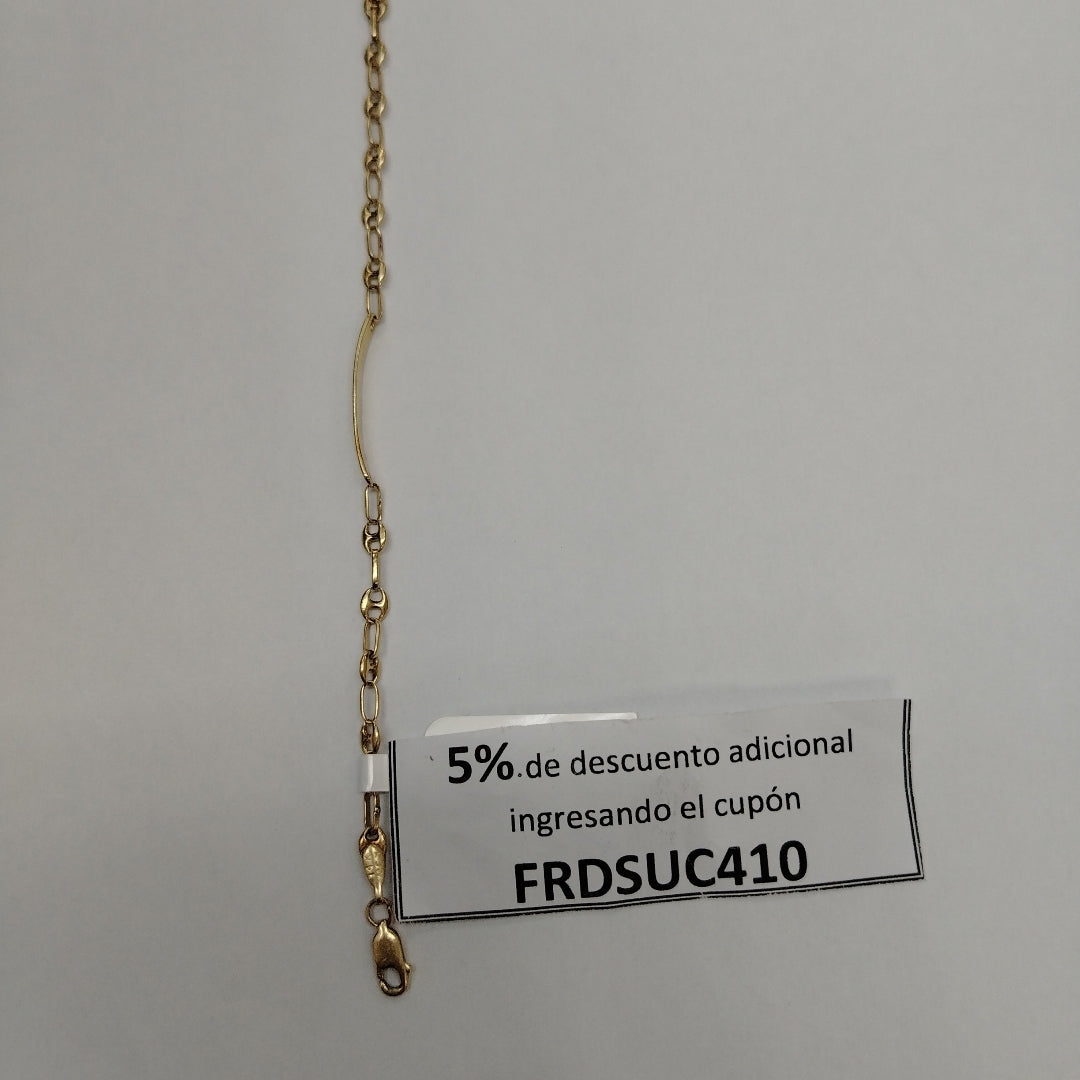 5%.de descuento adicional
ingresando el cupón
FRDSUC410